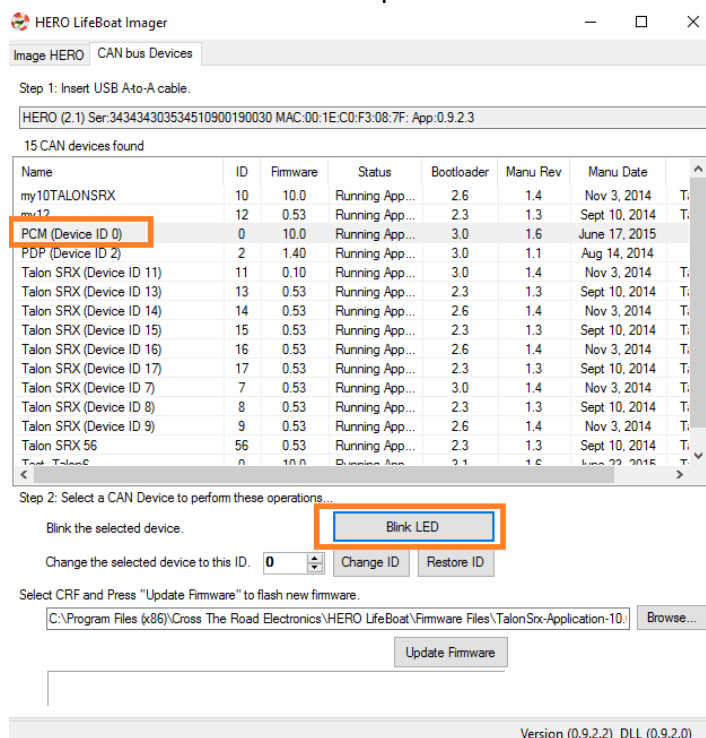 HERO LifeBoat Imager
Image HERO CAN bus Devices
Step 1: Insert USB A-to-A cable.
HERO (2.1) Ser:343434303534510900190030 MAC:00:1E:C0:F3:08:7F: App:0.9.2.3
15 CAN devices found
Name ID Firmware Status Bootloader Manu Rev Manu Date
my10TALONSRX 10 10.0 Running App... 2.6 1.4 Nov 3, 2014
my12 12 0.53 Running App... 2.3 1.3 Sept 10, 2014
PCM (Device ID 0) 0 10.0 Running App... 3.0 1.6 June 17, 2015
PDP (Device ID 2) 2 1.40 Running App... 3.0 1.1 Aug 14, 2014
Talon SRX (Device ID 11) 11 0.10 Running App... 3.0 1.4 Nov 3, 2014
Talon SRX (Device ID 13) 13 0.53 Running App... 2.3 1.3 Sept 10, 2014
Talon SRX (Device ID 14) 14 0.53 Running App... 2.6 1.4 Nov 3, 2014
Talon SRX (Device ID 15) 15 0.53 Running App... 2.3 1.3 Sept 10, 2014
Talon SRX (Device ID 16) 16 0.53 Running App... 2.6 1.4 Nov 3, 2014
Talon SRX (Device ID 17) 17 0.53 Running App... 2.3 1.3 Sept 10, 2014
Talon SRX (Device ID 7) 7 0.53 Running App... 3.0 1.4 Nov 3, 2014
Talon SRX (Device ID 8) 8 0.53 Running App... 2.3 1.3 Sept 10, 2014
Talon SRX (Device ID 9) 9 0.53 Running App... 2.6 1.4 Nov 3, 2014
Talon SRX 56 56 0.53 Running App... 2.3 1.3 Sept 10, 2014
Test_Talon6 0 10.0 Running App... 2.1 1.6 June 23, 2015
Step 2: Select a CAN Device to perform these operations...
Blink the selected device. Blink LED
Change the selected device to this ID. 0 Change ID Restore ID
Select CRF and Press "Update Firmware" to flash new firmware.
C:\Program Files (x86)\Cross The Road Electronics\HERO LifeBoat\Firmware Files\TalonSrx-Application-10. Browse...
Update Firmware
Version (0.9.2.2) DLL (0.9.2.0)